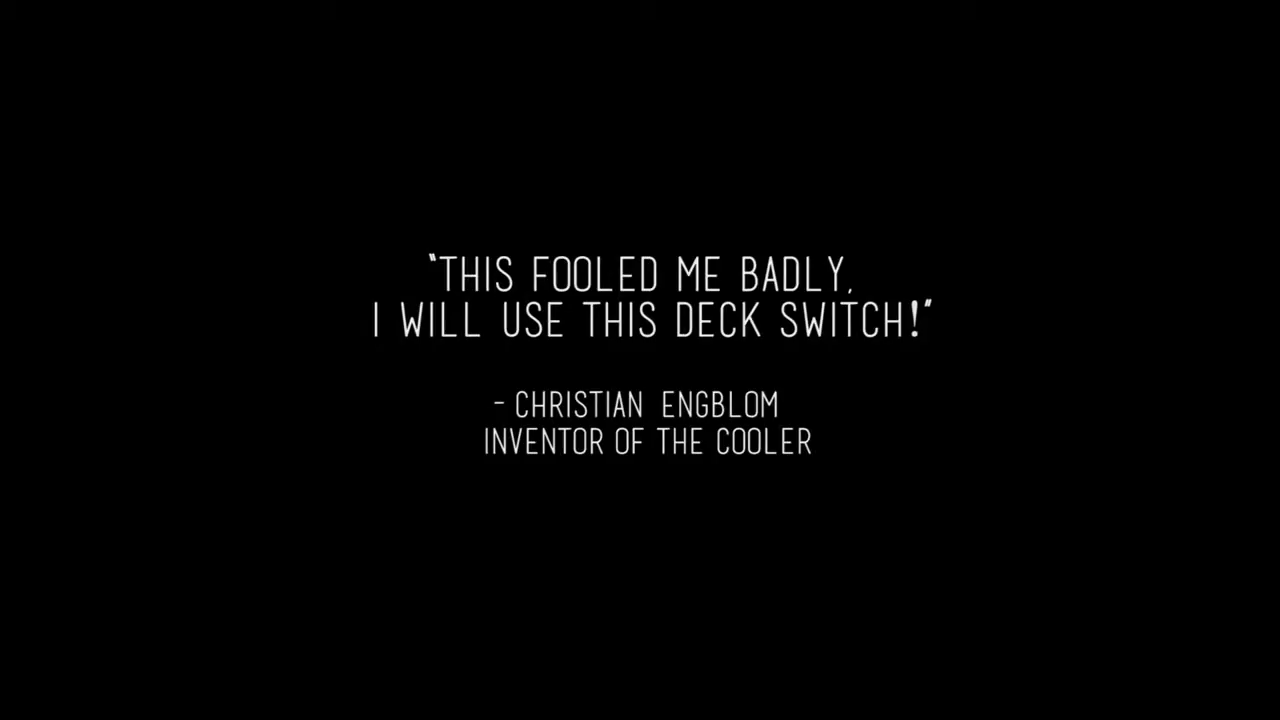 "THIS FOOLED ME BADLY,
I WILL USE THIS DECK SWITCH!"
- CHRISTIAN ENGBLOM
INVENTOR OF THE COOLER